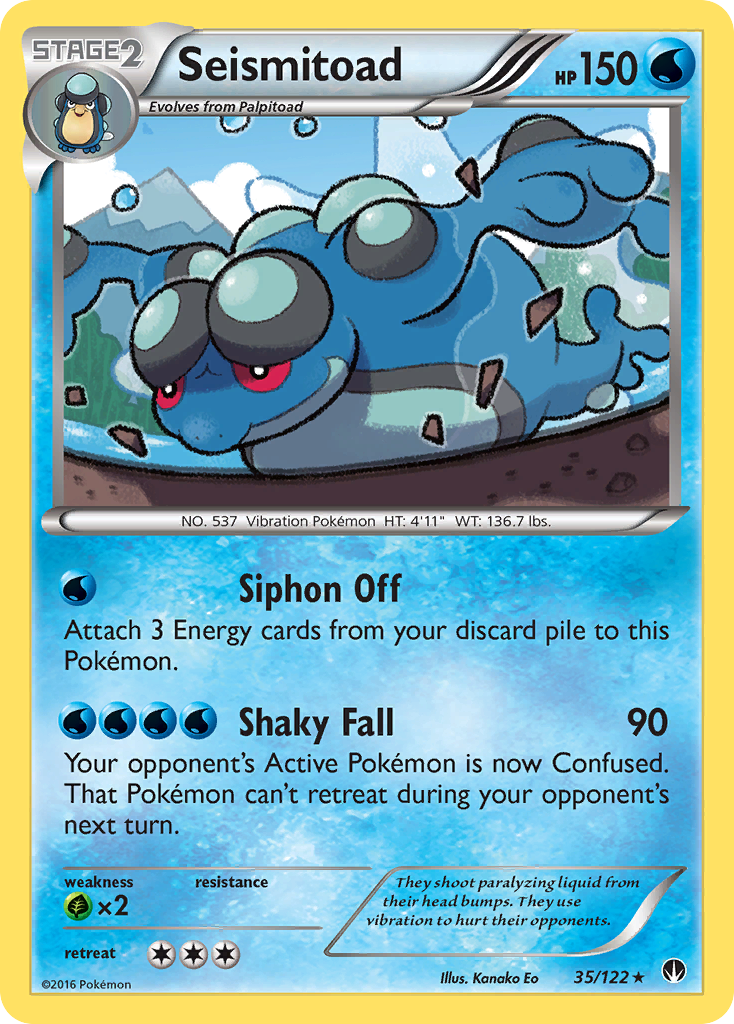 STAGE2
Seismitoad
HP150
Evolves from Palpitoad
NO. 537 Vibration Pokémon HT: 4'11" WT: 136.7 lbs.
Siphon Off
Attach 3 Energy cards from your discard pile to this
Pokémon.
Shaky Fall 90
Your opponent's Active Pokémon is now Confused.
That Pokémon can't retreat during your opponent's
next turn.
weakness resistance
×2
They shoot paralyzing liquid from
their head bumps. They use
vibration to hurt their opponents.
retreat
©2016 Pokémon
Illus. Kanako Eo 35/122 ★